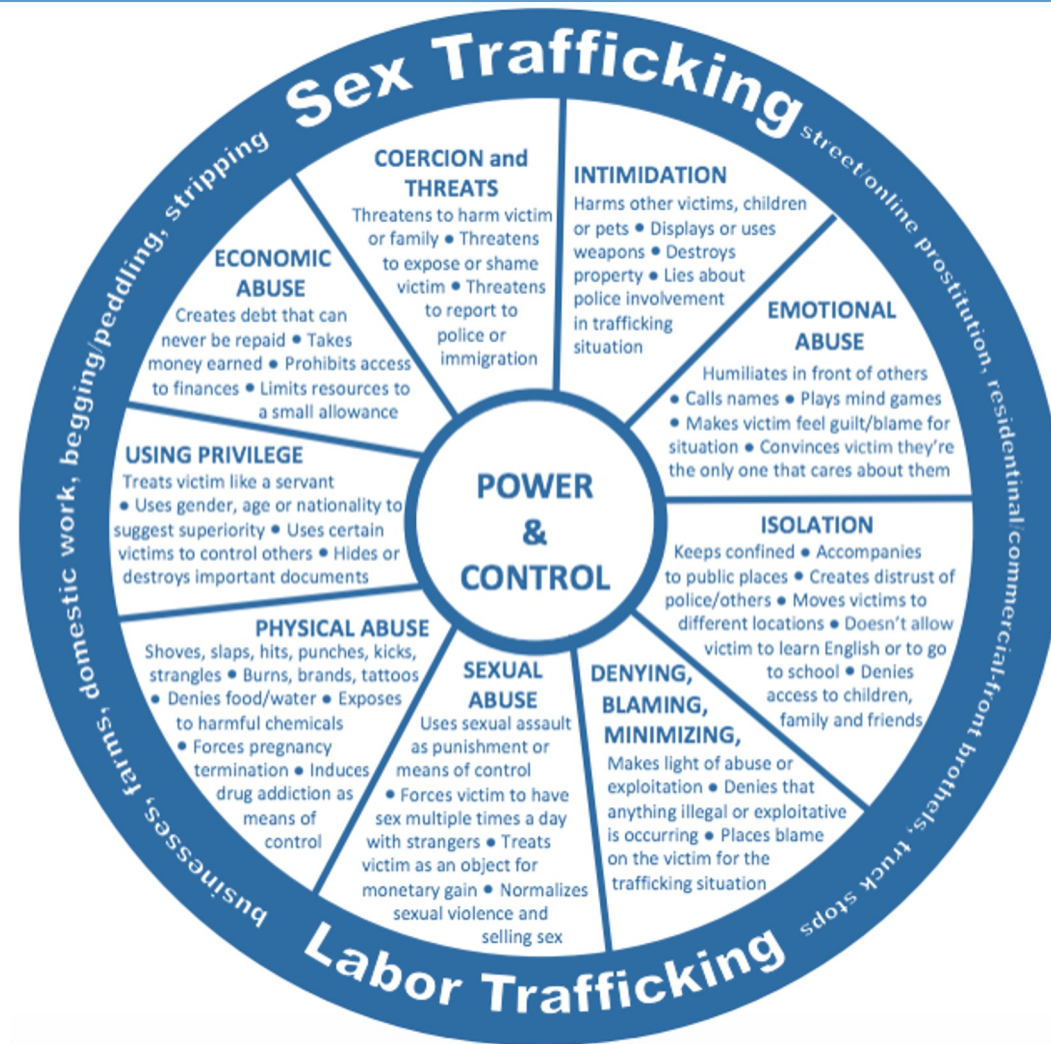 Sex Trafficking
street/online prostitution, residentinal/commercial-front brothels, truck stops
Labor Trafficking
businesses, farms, domestic work, begging/peddling, stripping
POWER
&
CONTROL
COERCION and
THREATS
Threatens to harm victim
or family ● Threatens
to expose or shame
victim ● Threatens
to report to
police or
immigration
INTIMIDATION
Harms other victims, children
or pets ● Displays or uses
weapons ● Destroys
property ● Lies about
police involvement
in trafficking
situation
EMOTIONAL
ABUSE
Humiliates in front of others
● Calls names ● Plays mind games
● Makes victim feel guilt/blame for
situation ● Convinces victim they're
the only one that cares about them
ISOLATION
Keeps confined ● Accompanies
to public places ● Creates distrust of
police/others ● Moves victims to
different locations ● Doesn't allow
victim to learn English or to go
to school ● Denies
access to children,
family and friends
DENYING,
BLAMING,
MINIMIZING,
Makes light of abuse or
exploitation ● Denies that
anything illegal or exploitative
is occurring ● Places blame
on the victim for the
trafficking situation
SEXUAL
ABUSE
Uses sexual assault
as punishment or
means of control
● Forces victim to have
sex multiple times a day
with strangers ● Treats
victim as an object for
monetary gain ● Normalizes
sexual violence and
selling sex
PHYSICAL ABUSE
Shoves, slaps, hits, punches, kicks,
strangles ● Burns, brands, tattoos
● Denies food/water ● Exposes
to harmful chemicals
● Forces pregnancy
termination ● Induces
drug addiction as
means of
control
USING PRIVILEGE
Treats victim like a servant
● Uses gender, age or nationality to
suggest superiority ● Uses certain
victims to control others ● Hides or
destroys important documents
ECONOMIC
ABUSE
Creates debt that can
never be repaid ● Takes
money earned ● Prohibits access
to finances ● Limits resources to
a small allowance